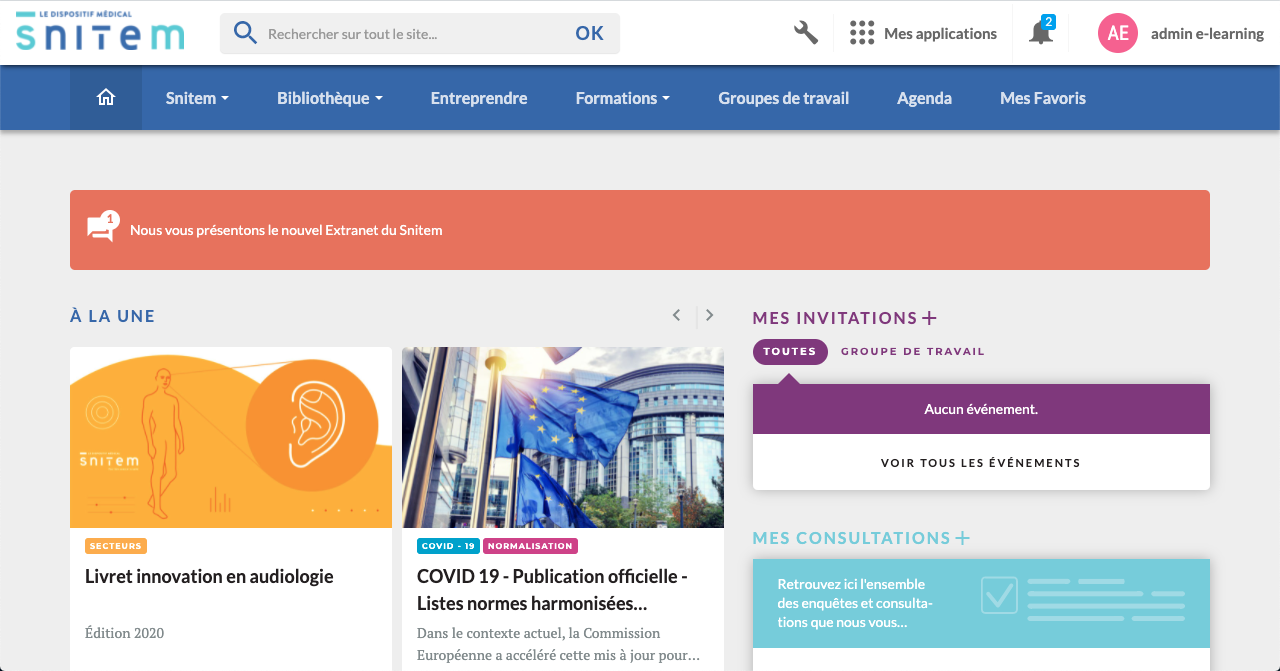 LE DISPOSITIF MÉDICAL
snitem
Rechercher sur tout le site...
OK
Mes applications
2
AE
admin e-learning
Snitem
Bibliothèque
Entreprendre
Formations
Groupes de travail
Agenda
Mes Favoris
1
Nous vous présentons le nouvel Extranet du Snitem
À LA UNE
MES INVITATIONS
TOUTES
GROUPE DE TRAVAIL
Aucun événement.
VOIR TOUS LES ÉVÉNEMENTS
snitem
SECTEURS
Livret innovation en audiologie
Édition 2020
COVID - 19
NORMALISATION
COVID 19 - Publication officielle -
Listes normes harmonisées...
Dans le contexte actuel, la Commission
Européenne a accéléré cette mis à jour pour...
MES CONSULTATIONS
Retrouvez ici l'ensemble
des enquêtes et consulta-
tions que nous vous...